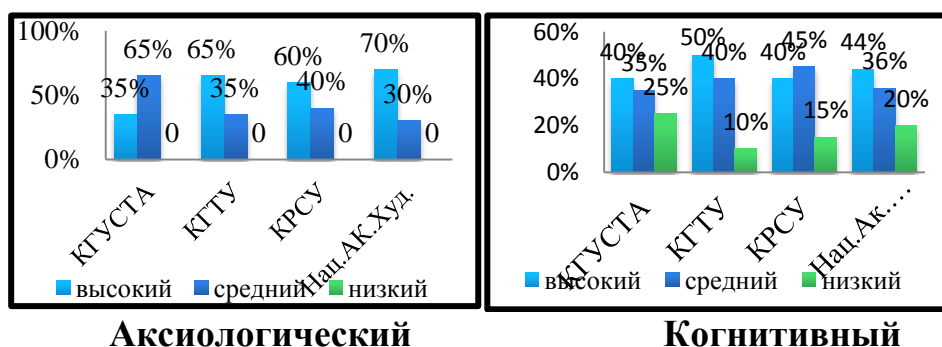 100%
50%
0%
35% 65% 0
65% 35% 0
60% 40% 0
70% 30% 0
КГУСТА
КГТУ
КРСУ
Нац.АК.Худ.
высокий средний низкий
Аксиологический
60%
40%
20%
0%
40% 35% 25%
50% 40% 10%
40% 45% 15%
44% 36% 20%
КГУСТА
КГТУ
КРСУ
Нац.Ак….
высокий средний низкий
Когнитивный